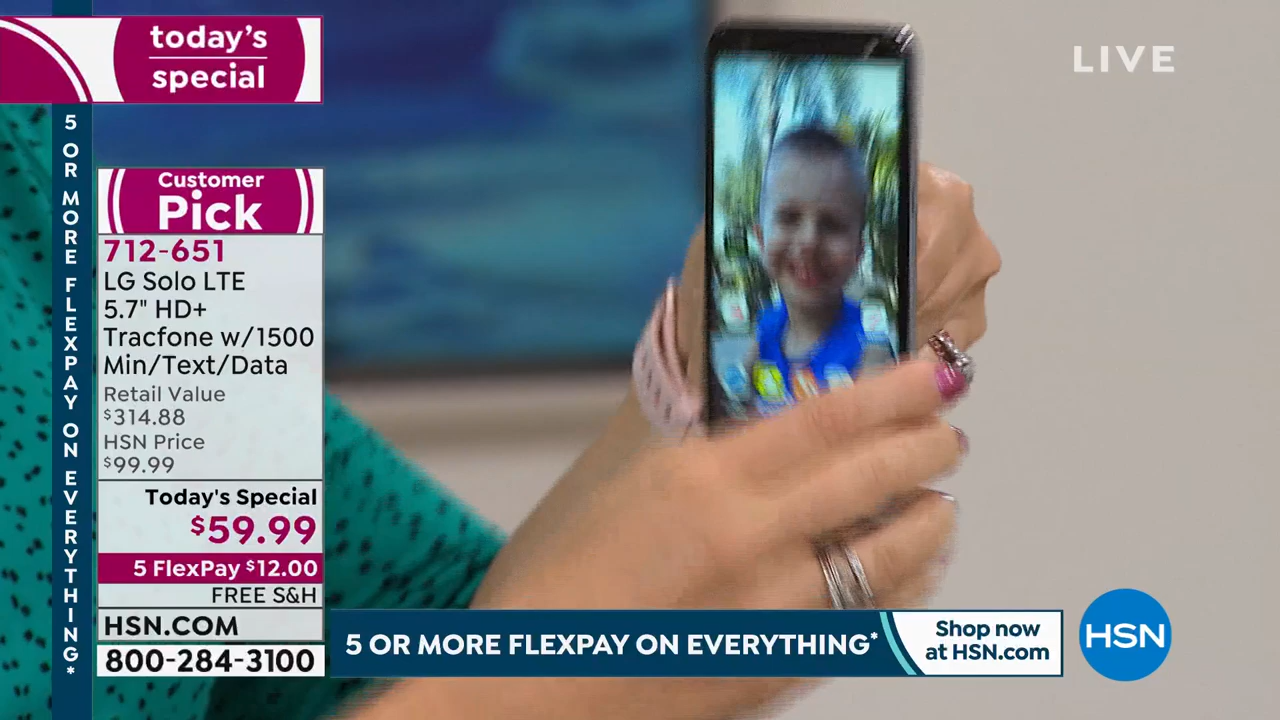 today's
special
LIVE
5 OR MORE FLEXPAY ON EVERYTHING*
Customer
Pick
712-651
LG Solo LTE
5.7" HD+
Tracfone w/1500
Min/Text/Data
Retail Value
$314.88
HSN Price
$99.99
Today's Special
$59.99
5 FlexPay $12.00
FREE S&H
HSN.COM
800-284-3100
5 OR MORE FLEXPAY ON EVERYTHING*
Shop now
at HSN.com
HSN